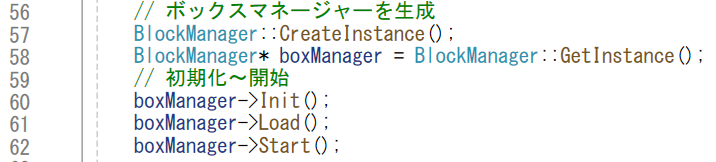 56 // ボックスマネージャーを生成
57 BlockManager::CreateInstance();
58 BlockManager* boxManager = BlockManager::GetInstance();
59 // 初期化～開始
60 boxManager->Init();
61 boxManager->Load();
62 boxManager->Start();